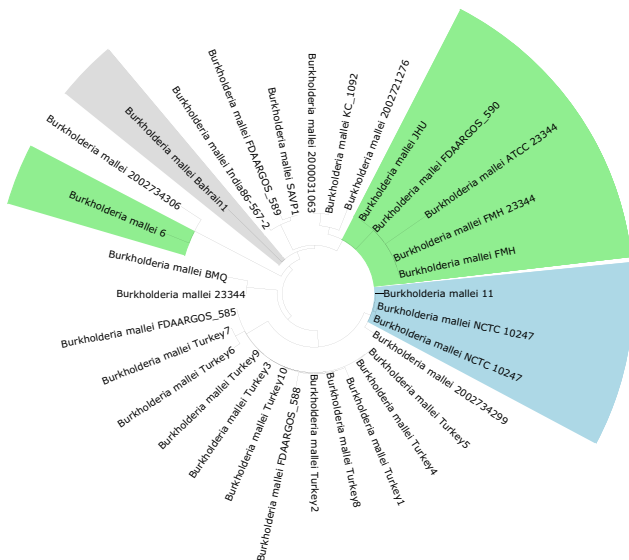 Burkholderia mallei KC_1092
Burkholderia mallei 2002721276
Burkholderia mallei JHU
Burkholderia mallei FDAARGOS_590
Burkholderia mallei ATCC 23344
Burkholderia mallei FMH 23344
Burkholderia mallei FMH
Burkholderia mallei 11
Burkholderia mallei NCTC 10247
Burkholderia mallei NCTC 10247
Burkholderia mallei 2002734299
Burkholderia mallei Turkey5
Burkholderia mallei Turkey4
Burkholderia mallei Turkey1
Burkholderia mallei Turkey8
Burkholderia mallei Turkey2
Burkholderia mallei FDAARGOS_588
Burkholderia mallei Turkey10
Burkholderia mallei Turkey3
Burkholderia mallei Turkey9
Burkholderia mallei Turkey6
Burkholderia mallei Turkey7
Burkholderia mallei FDAARGOS_585
Burkholderia mallei 23344
Burkholderia mallei BMQ
Burkholderia mallei 6
Burkholderia mallei 2002734306
Burkholderia mallei Bahrain1
Burkholderia mallei India86-567-2
Burkholderia mallei FDAARGOS_589
Burkholderia mallei SAVP1
Burkholderia mallei 2000031063